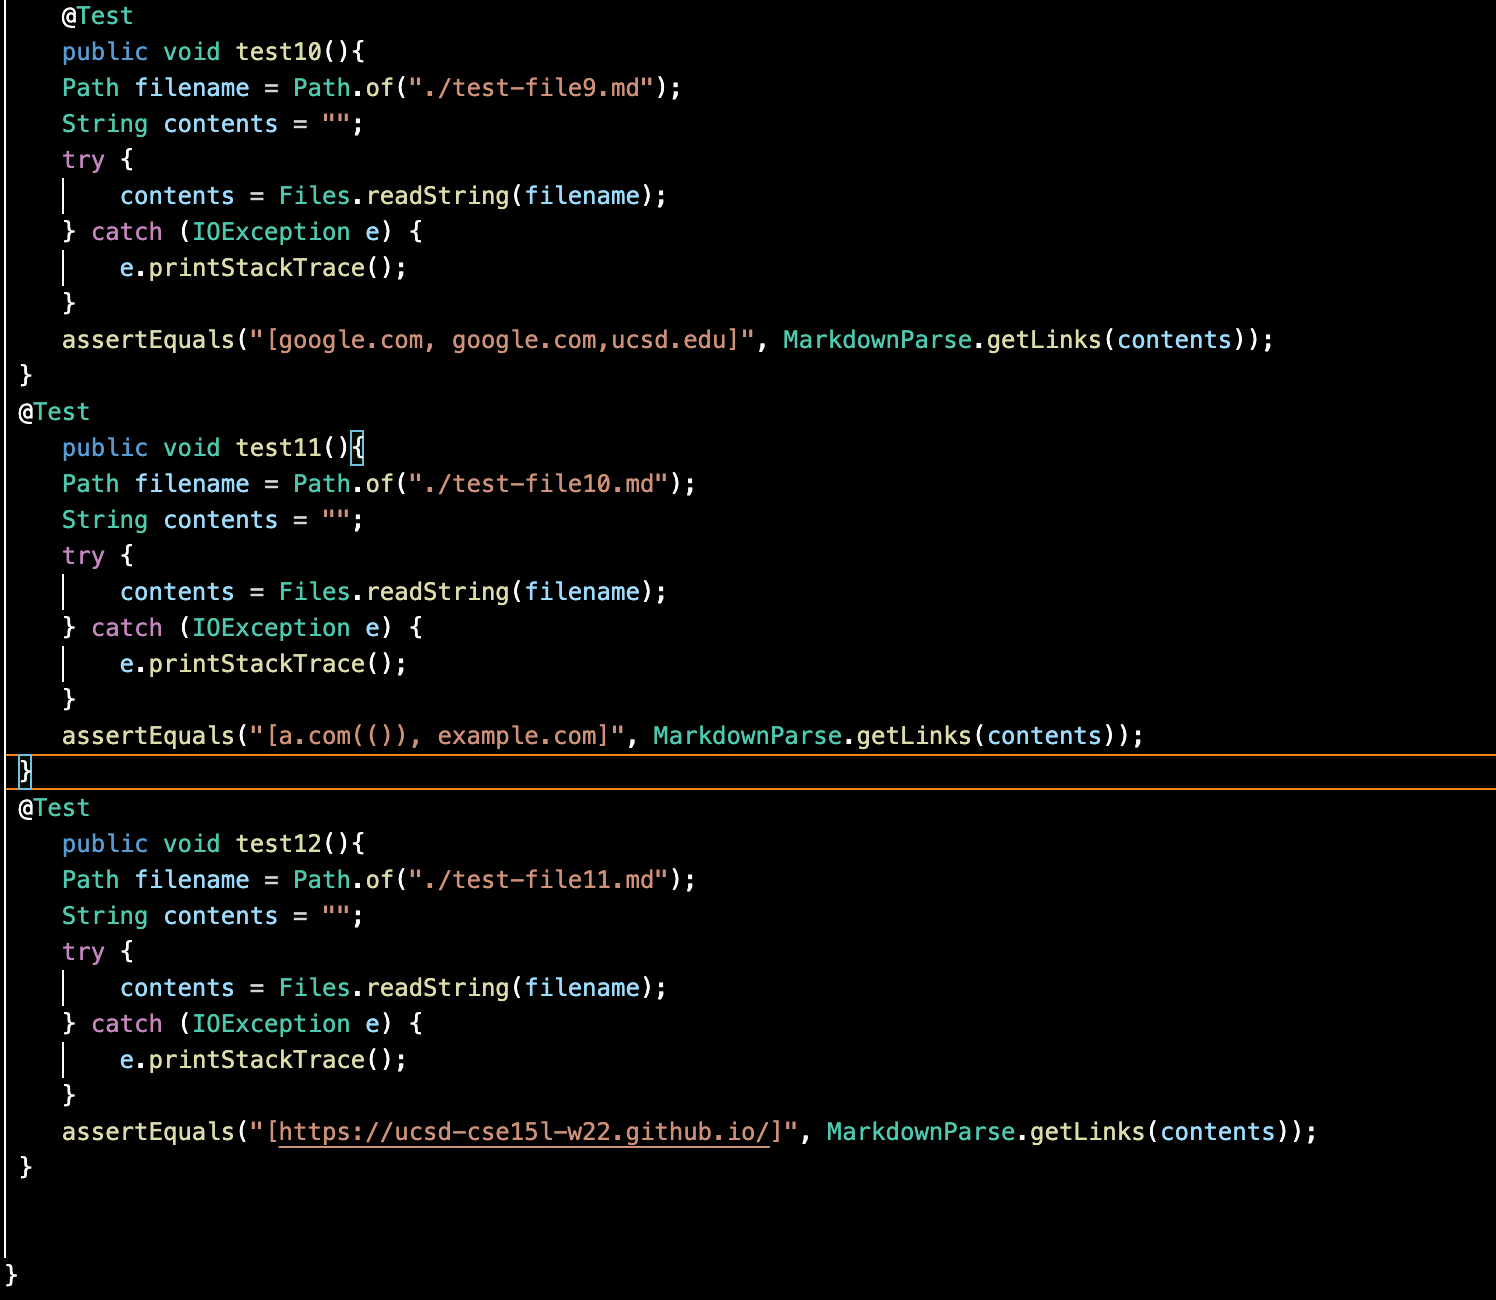 @Test
public void test10(){
Path filename = Path.of("./test-file9.md");
String contents = "";
try {
contents = Files.readString(filename);
} catch (IOException e) {
e.printStackTrace();
}
assertEquals("[google.com, google.com,ucsd.edu]", MarkdownParse.getLinks(contents));
}
@Test
public void test11(){
Path filename = Path.of("./test-file10.md");
String contents = "";
try {
contents = Files.readString(filename);
} catch (IOException e) {
e.printStackTrace();
}
assertEquals("[a.com(()), example.com]", MarkdownParse.getLinks(contents));
}
@Test
public void test12(){
Path filename = Path.of("./test-file11.md");
String contents = "";
try {
contents = Files.readString(filename);
} catch (IOException e) {
e.printStackTrace();
}
assertEquals("[https://ucsd-cse15l-w22.github.io/]", MarkdownParse.getLinks(contents));
}
}